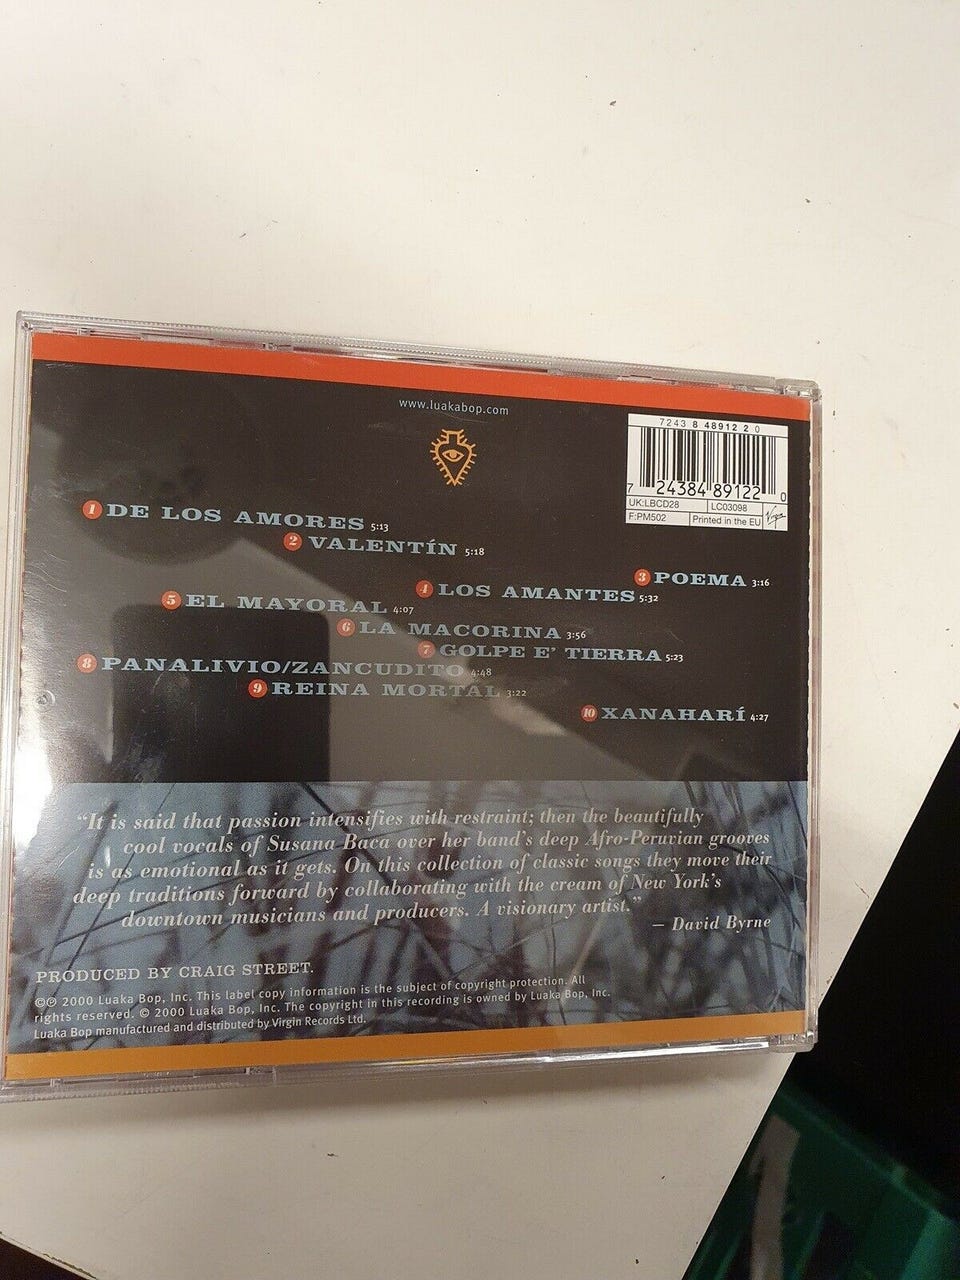 www.luakabop.com
7243 8 48912 2 0
7 24384 89122 0
UK:LBCD28 LC03098
F:PM502 Printed in the EU Virgin
1 DE LOS AMORES 5:13
2 VALENTÍN 5:18
3 POEMA 3:16
4 LOS AMANTES 5:32
5 EL MAYORAL 4:07
6 LA MACORINA 3:56
7 GOLPE E' TIERRA 5:23
8 PANALIVIO/ZANCUDITO 4:48
9 REINA MORTAL 3:22
10 XANAHARÍ 4:27
“It is said that passion intensifies with restraint; then the beautifully
cool vocals of Susana Baca over her band's deep Afro-Peruvian grooves
is as emotional as it gets. On this collection of classic songs they move their
deep traditions forward by collaborating with the cream of New York's
downtown musicians and producers. A visionary artist.”
— David Byrne
PRODUCED BY CRAIG STREET.
©℗ 2000 Luaka Bop, Inc. This label copy information is the subject of copyright protection. All
rights reserved. © 2000 Luaka Bop, Inc. The copyright in this recording is owned by Luaka Bop, Inc.
Luaka Bop manufactured and distributed by Virgin Records Ltd.